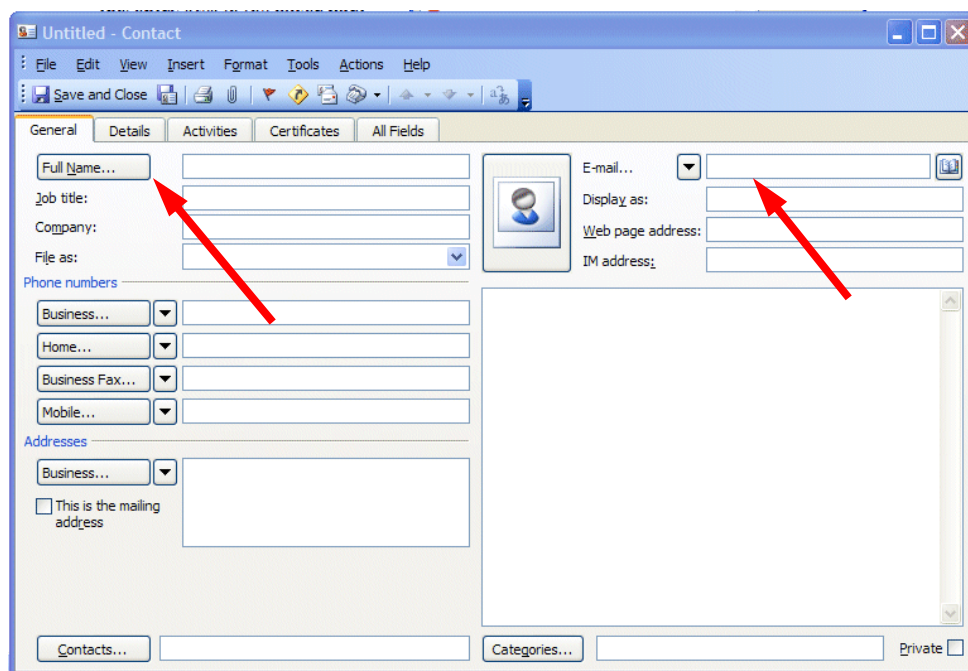 Untitled - Contact
File Edit View Insert Format Tools Actions Help
Save and Close
General Details Activities Certificates All Fields
Full Name...
Job title:
Company:
File as:
E-mail...
Display as:
Web page address:
IM address:
Phone numbers
Business...
Home...
Business Fax...
Mobile...
Addresses
Business...
This is the mailing
address
Contacts... Categories... Private